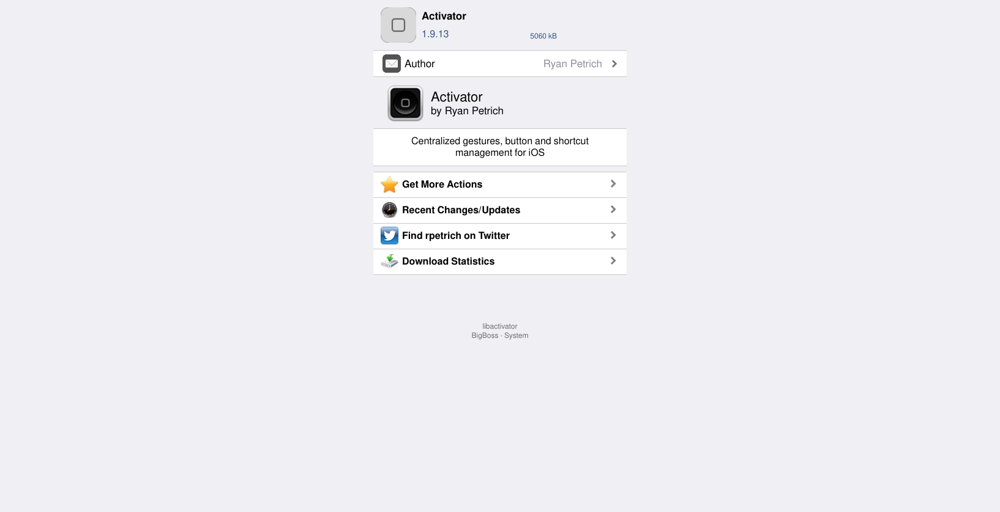 Activator
1.9.13
5060 kB
Author
Ryan Petrich
Activator
by Ryan Petrich
Centralized gestures, button and shortcut
management for iOS
Get More Actions
Recent Changes/Updates
Find rpetrich on Twitter
Download Statistics
libactivator
BigBoss · System